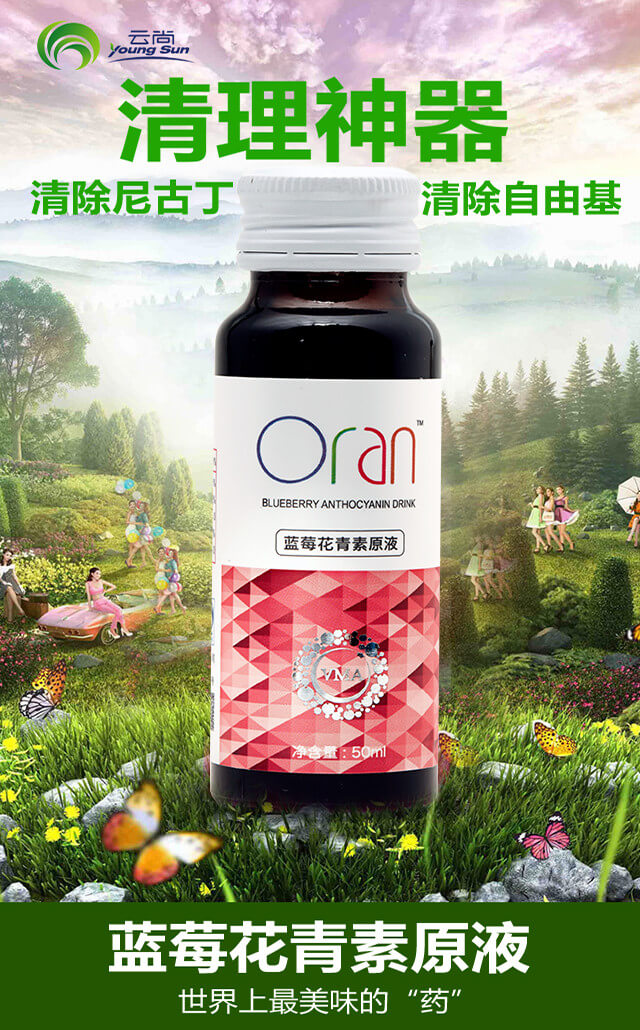 云尚
Young Sun
清理神器
清除尼古丁
清除自由基
Oran™
BLUEBERRY ANTHOCYANIN DRINK
蓝莓花青素原液
VMA
净含量：50ml
蓝莓花青素原液
世界上最美味的“药”